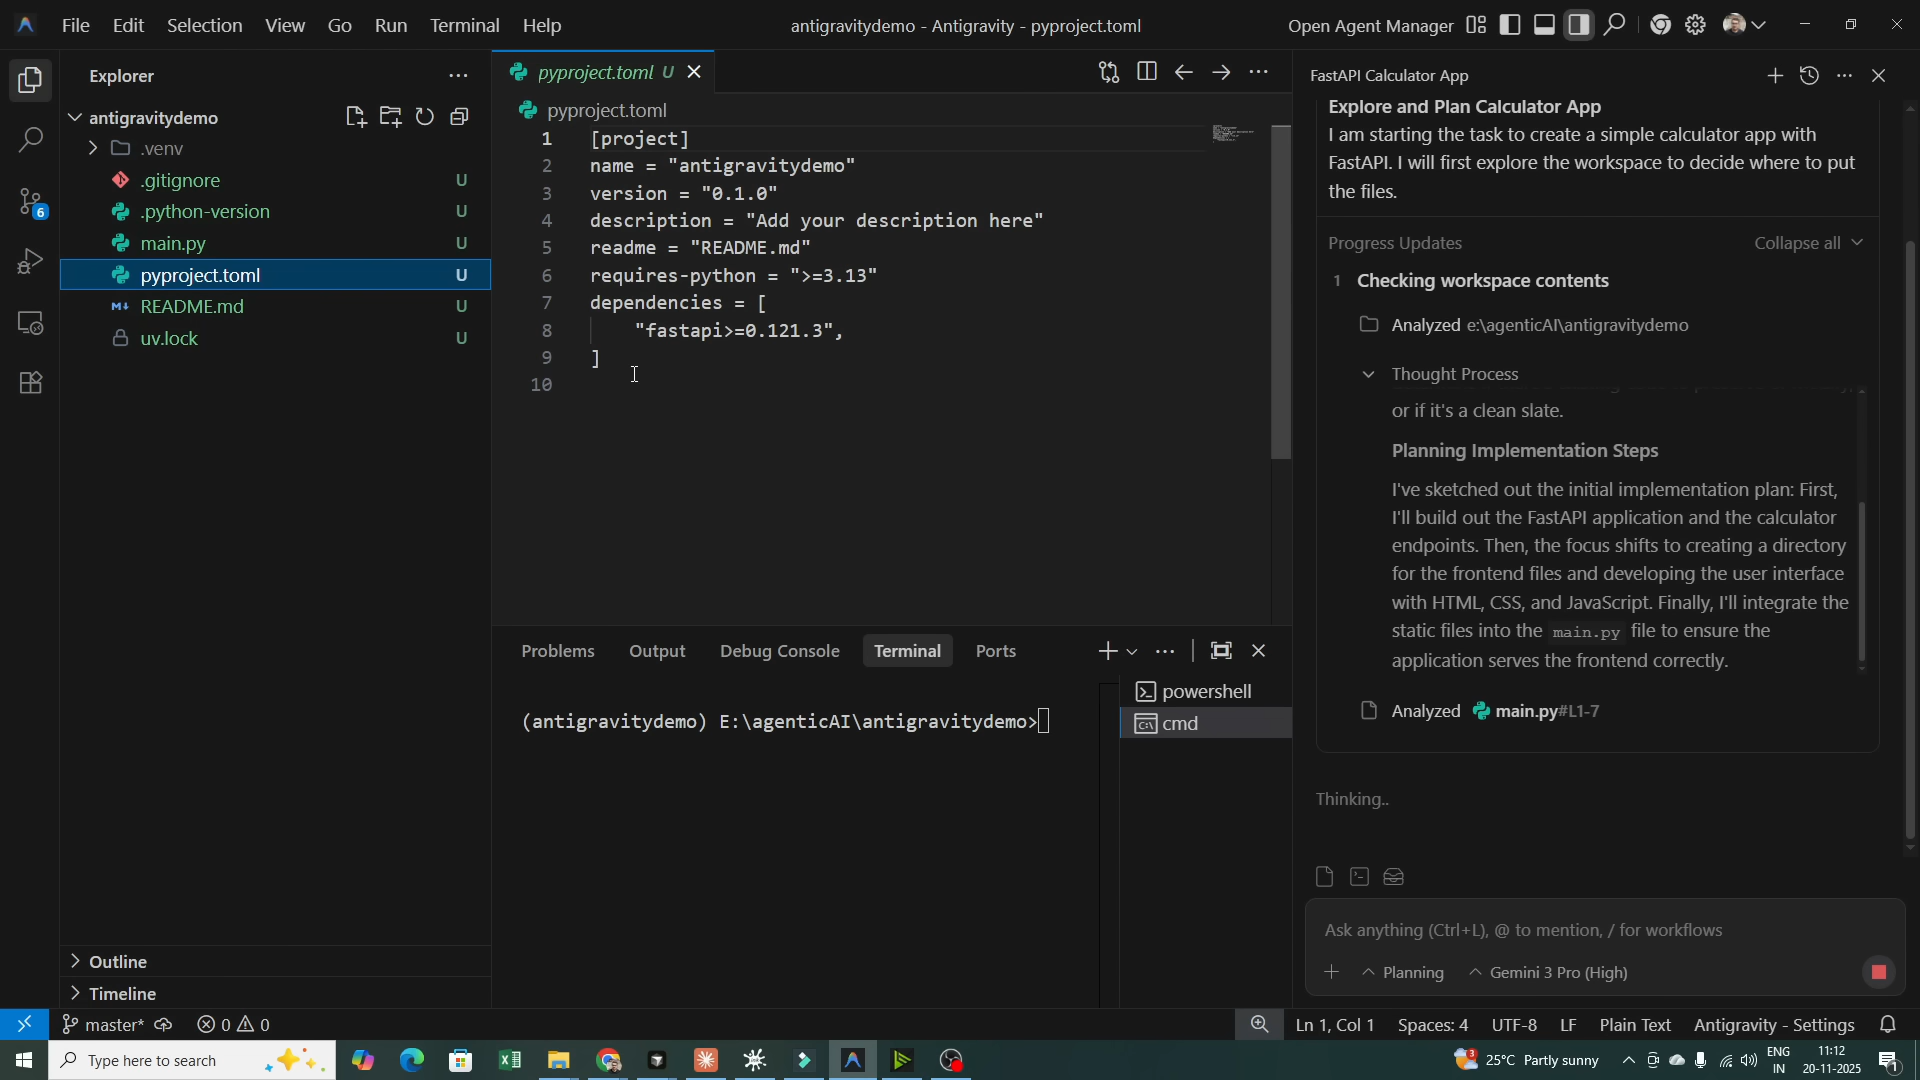 File Edit Selection View Go Run Terminal Help
antigravitydemo - Antigravity - pyproject.toml
Open Agent Manager
Explorer
antigravitydemo
.venv
.gitignore U
.python-version U
main.py U
pyproject.toml U
README.md U
uv.lock U
6
Outline
Timeline
pyproject.toml U
pyproject.toml
1 [project]
2 name = "antigravitydemo"
3 version = "0.1.0"
4 description = "Add your description here"
5 readme = "README.md"
6 requires-python = ">=3.13"
7 dependencies = [
8 "fastapi>=0.121.3",
9 ]
10
Problems Output Debug Console Terminal Ports
(antigravitydemo) E:\agenticAI\antigravitydemo>
powershell
cmd
FastAPI Calculator App
Explore and Plan Calculator App
I am starting the task to create a simple calculator app with
FastAPI. I will first explore the workspace to decide where to put
the files.
Progress Updates Collapse all
1 Checking workspace contents
Analyzed e:\agenticAI\antigravitydemo
Thought Process
or if it's a clean slate.
Planning Implementation Steps
I've sketched out the initial implementation plan: First,
I'll build out the FastAPI application and the calculator
endpoints. Then, the focus shifts to creating a directory
for the frontend files and developing the user interface
with HTML, CSS, and JavaScript. Finally, I'll integrate the
static files into the main.py file to ensure the
application serves the frontend correctly.
Analyzed main.py#L1-7
Thinking..
Ask anything (Ctrl+L), @ to mention, / for workflows
Planning Gemini 3 Pro (High)
master* 0 0
Ln 1, Col 1 Spaces: 4 UTF-8 LF Plain Text Antigravity - Settings
Type here to search
3 25°C Partly sunny
ENG
IN
11:12
20-11-2025
1